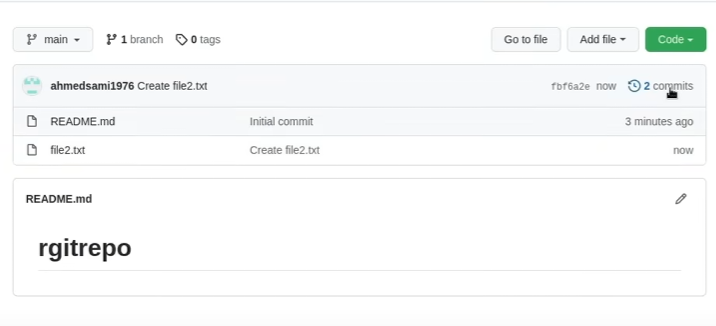 main 1 branch 0 tags Go to file Add file Code
ahmedsami1976 Create file2.txt fbf6a2e now 2 commits
README.md Initial commit 3 minutes ago
file2.txt Create file2.txt now
README.md
rgitrepo